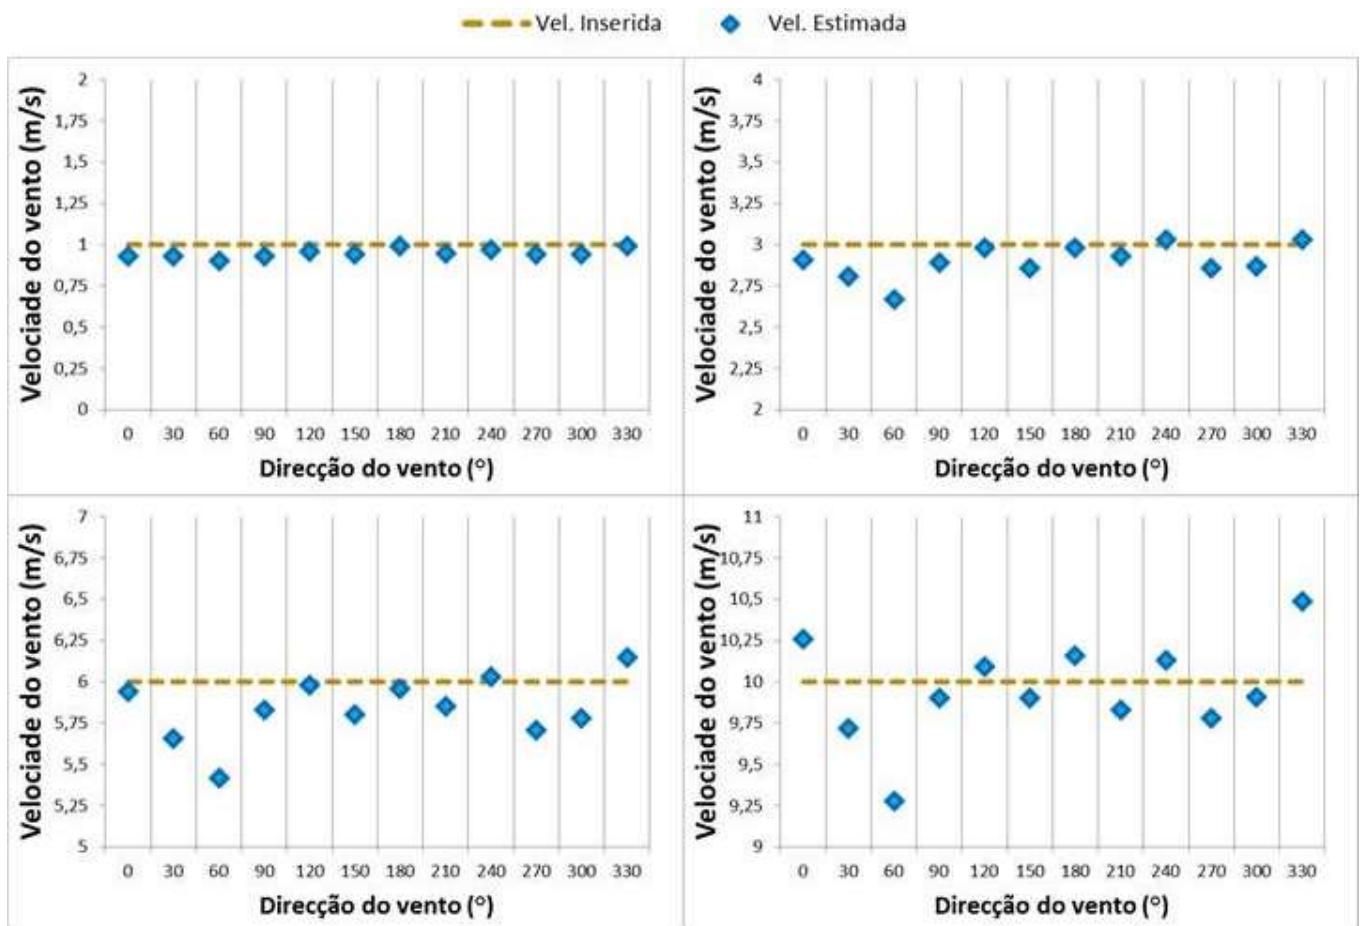 Vel. Inserida Vel. Estimada
Velociade do vento (m/s)
2
1,75
1,5
1,25
1
0,75
0,5
0,25
0
0 30 60 90 120 150 180 210 240 270 300 330
Direcção do vento (°)
Velociade do vento (m/s)
4
3,75
3,5
3,25
3
2,75
2,5
2,25
2
0 30 60 90 120 150 180 210 240 270 300 330
Direcção do vento (°)
Velociade do vento (m/s)
7
6,75
6,5
6,25
6
5,75
5,5
5,25
5
0 30 60 90 120 150 180 210 240 270 300 330
Direcção do vento (°)
Velociade do vento (m/s)
11
10,75
10,5
10,25
10
9,75
9,5
9,25
9
0 30 60 90 120 150 180 210 240 270 300 330
Direcção do vento (°)